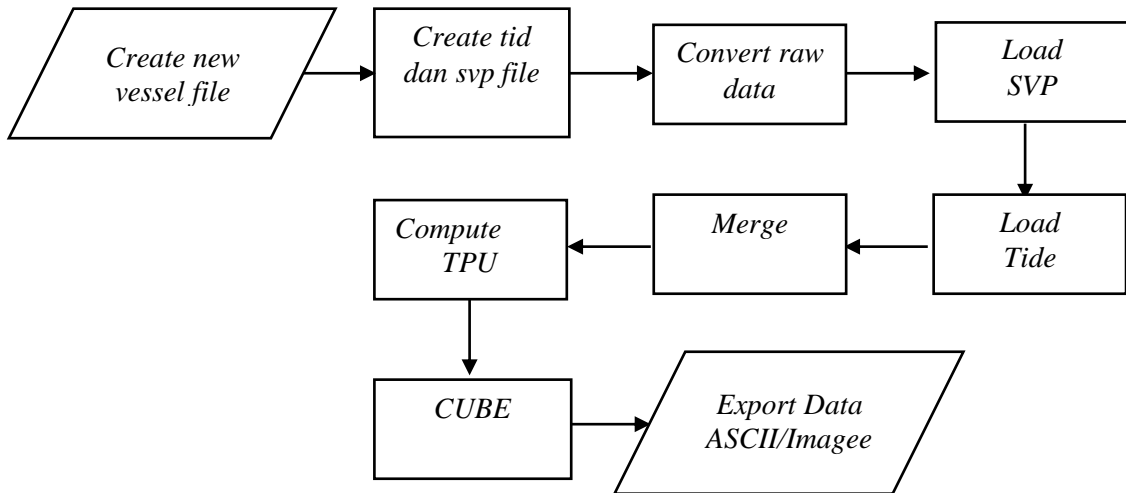 Create new
vessel file
Create tid
dan svp file
Convert raw
data
Load
SVP
Load
Tide
Merge
Compute
TPU
CUBE
Export Data
ASCII/Imagee